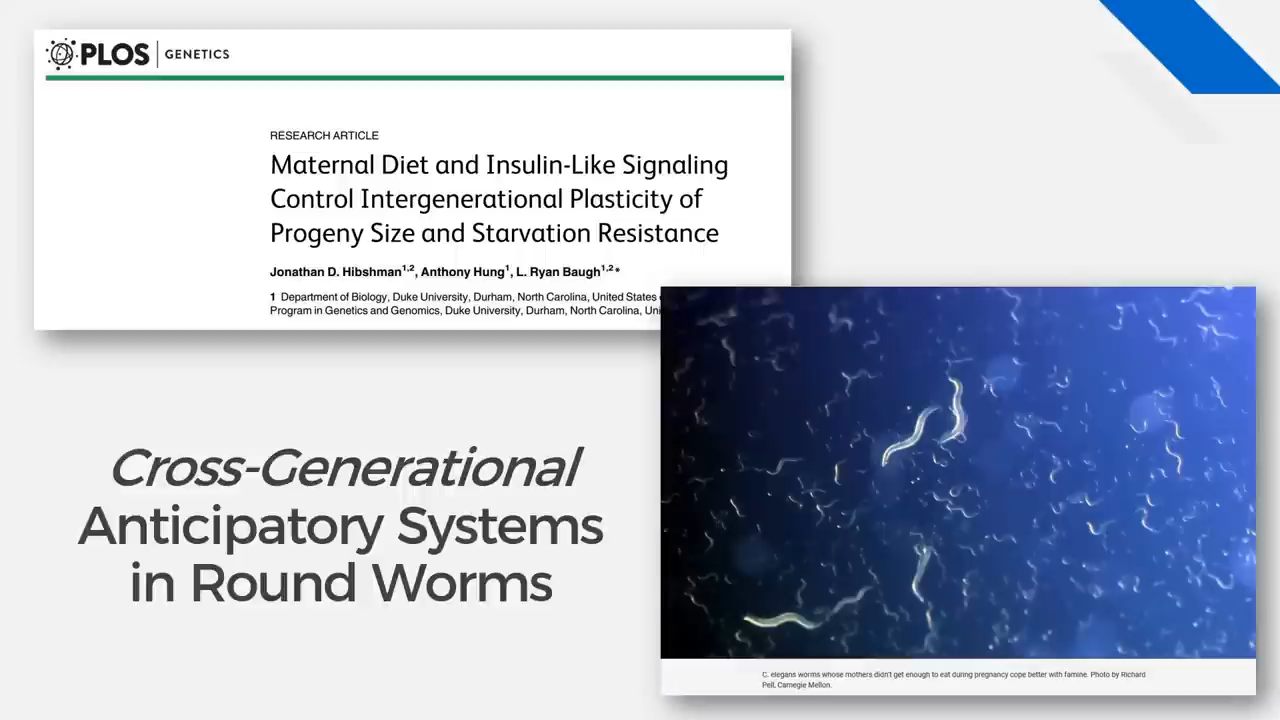 PLOS GENETICS
RESEARCH ARTICLE
Maternal Diet and Insulin-Like Signaling
Control Intergenerational Plasticity of
Progeny Size and Starvation Resistance
Jonathan D. Hibshman1,2, Anthony Hung1, L. Ryan Baugh1,2*
1 Department of Biology, Duke University, Durham, North Carolina, United States
Program in Genetics and Genomics, Duke University, Durham, North Carolina, Uni
Cross-Generational
Anticipatory Systems
in Round Worms
C. elegans worms whose mothers didn't get enough to eat during pregnancy cope better with famine. Photo by Richard
Pell, Carnegie Mellon.